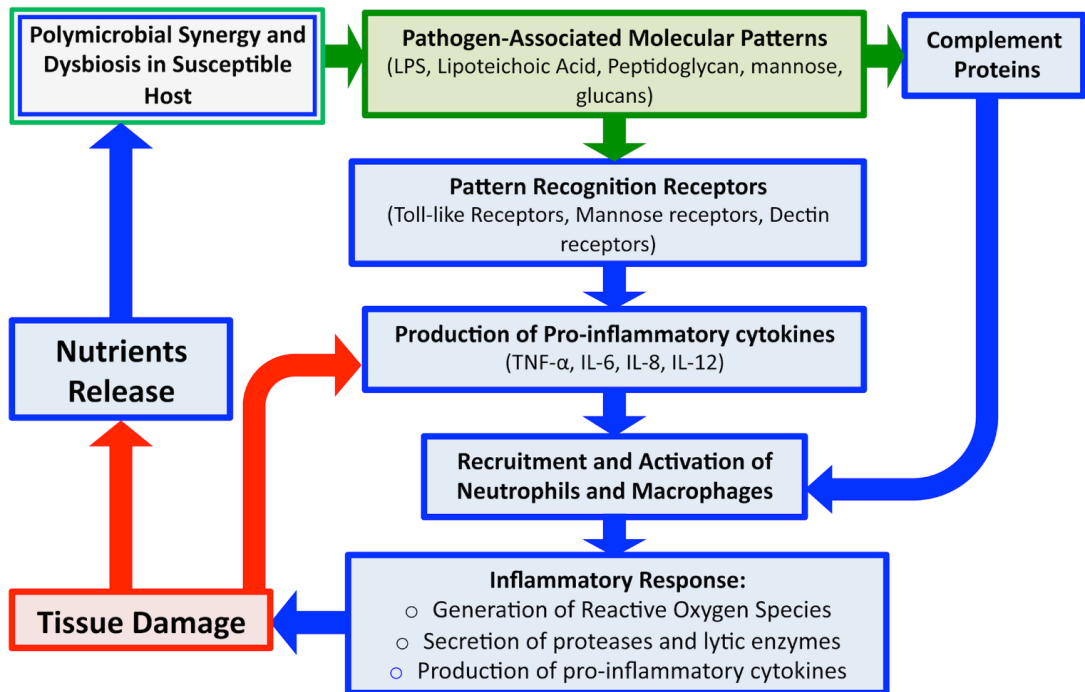 Polymicrobial Synergy and
Dysbiosis in Susceptible
Host
Pathogen-Associated Molecular Patterns
(LPS, Lipoteichoic Acid, Peptidoglycan, mannose,
glucans)
Complement
Proteins
Pattern Recognition Receptors
(Toll-like Receptors, Mannose receptors, Dectin
receptors)
Production of Pro-inflammatory cytokines
(TNF-α, IL-6, IL-8, IL-12)
Nutrients
Release
Recruitment and Activation of
Neutrophils and Macrophages
Inflammatory Response:
○ Generation of Reactive Oxygen Species
○ Secretion of proteases and lytic enzymes
○ Production of pro-inflammatory cytokines
Tissue Damage